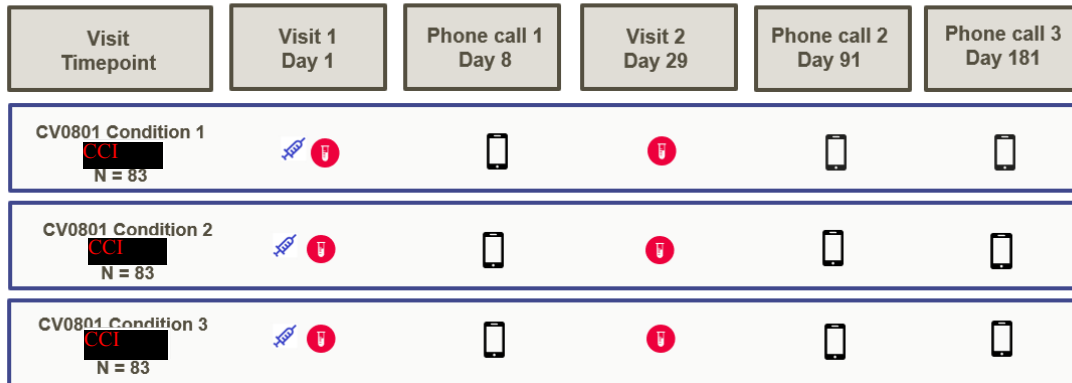 Visit
Timepoint
Visit 1
Day 1
Phone call 1
Day 8
Visit 2
Day 29
Phone call 2
Day 91
Phone call 3
Day 181
CV0801 Condition 1
CCI
N = 83
CV0801 Condition 2
CCI
N = 83
CV0801 Condition 3
CCI
N = 83